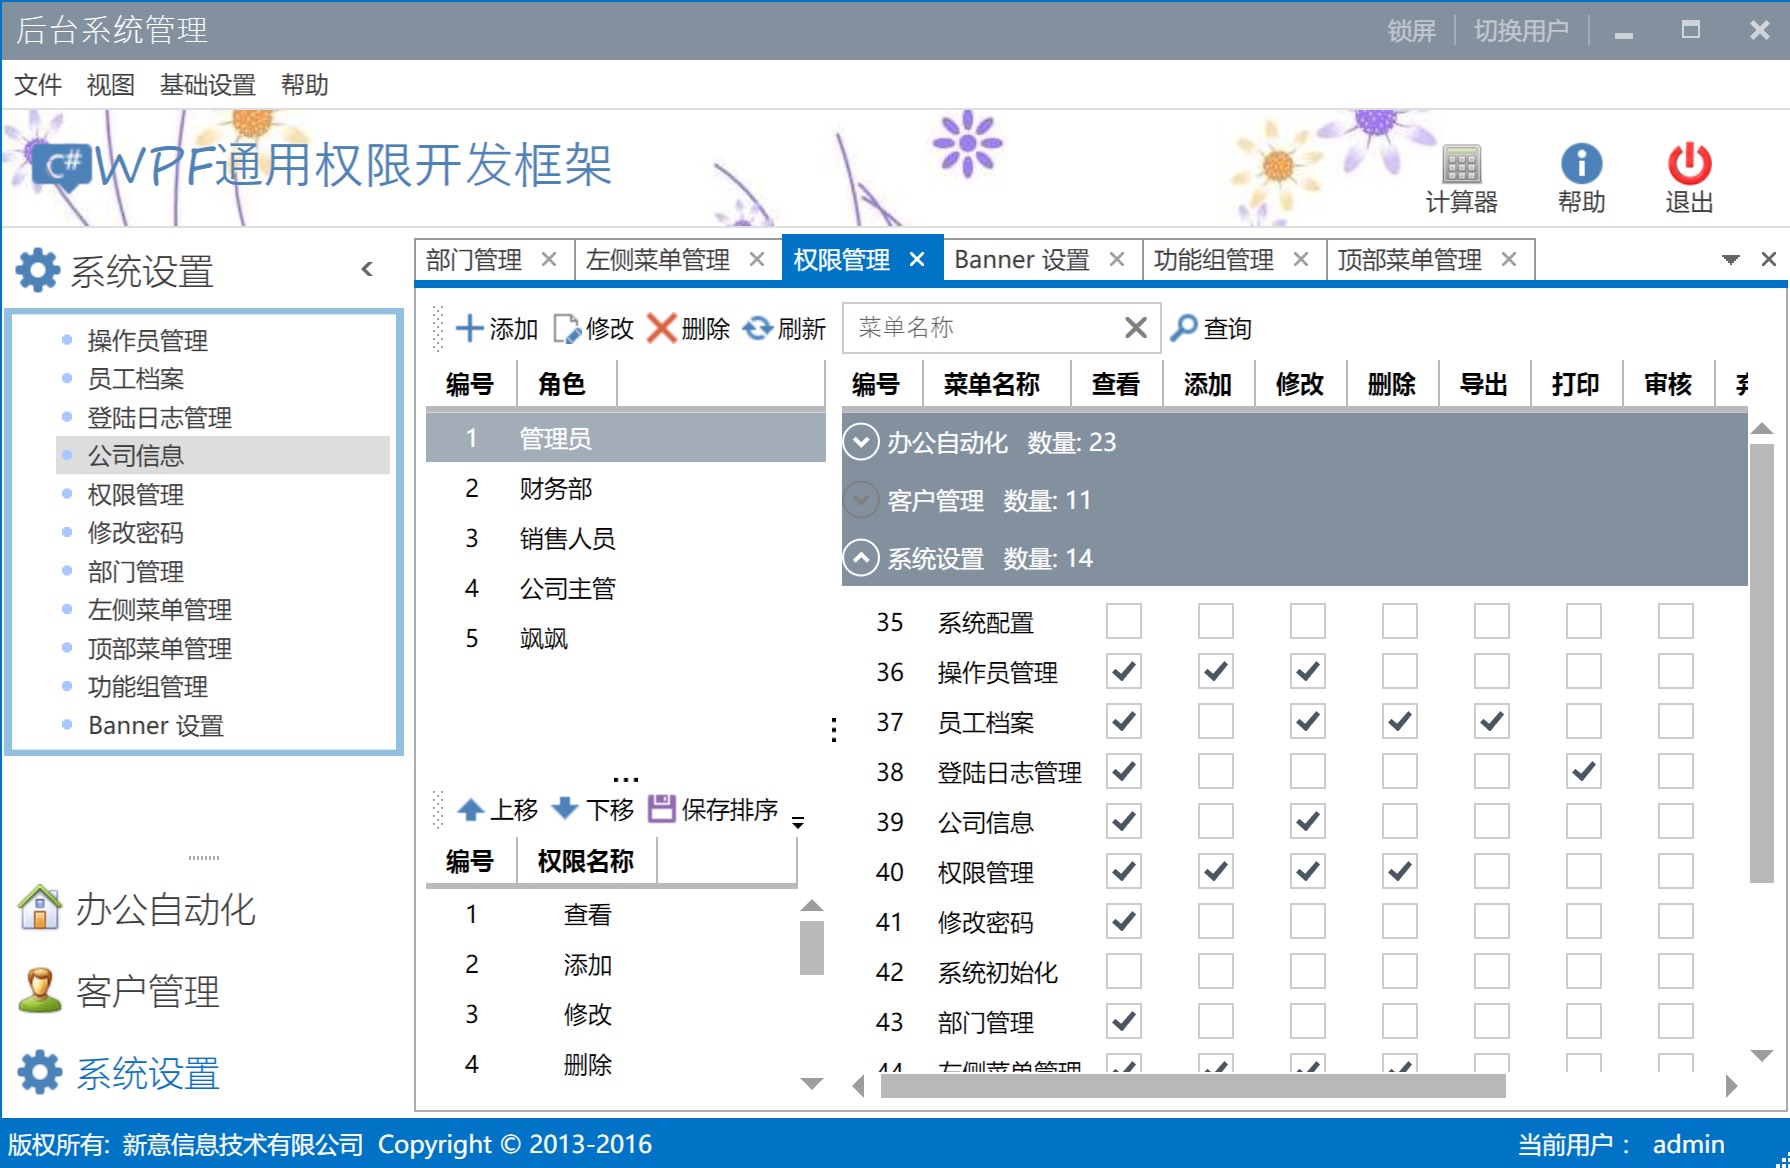 后台系统管理
锁屏 切换用户
文件 视图 基础设置 帮助
C# WPF通用权限开发框架
计算器 帮助 退出
系统设置
操作员管理
员工档案
登陆日志管理
公司信息
权限管理
修改密码
部门管理
左侧菜单管理
顶部菜单管理
功能组管理
Banner 设置
办公自动化
客户管理
系统设置
部门管理 左侧菜单管理 权限管理 Banner 设置 功能组管理 顶部菜单管理
添加 修改 删除 刷新
编号 角色
1 管理员
2 财务部
3 销售人员
4 公司主管
5 飒飒
上移 下移 保存排序
编号 权限名称
1 查看
2 添加
3 修改
4 删除
菜单名称 查询
编号 菜单名称 查看 添加 修改 删除 导出 打印 审核
办公自动化 数量: 23
客户管理 数量: 11
系统设置 数量: 14
35 系统配置
36 操作员管理
37 员工档案
38 登陆日志管理
39 公司信息
40 权限管理
41 修改密码
42 系统初始化
43 部门管理
44 左侧菜单管理
版权所有: 新意信息技术有限公司 Copyright © 2013-2016
当前用户： admin